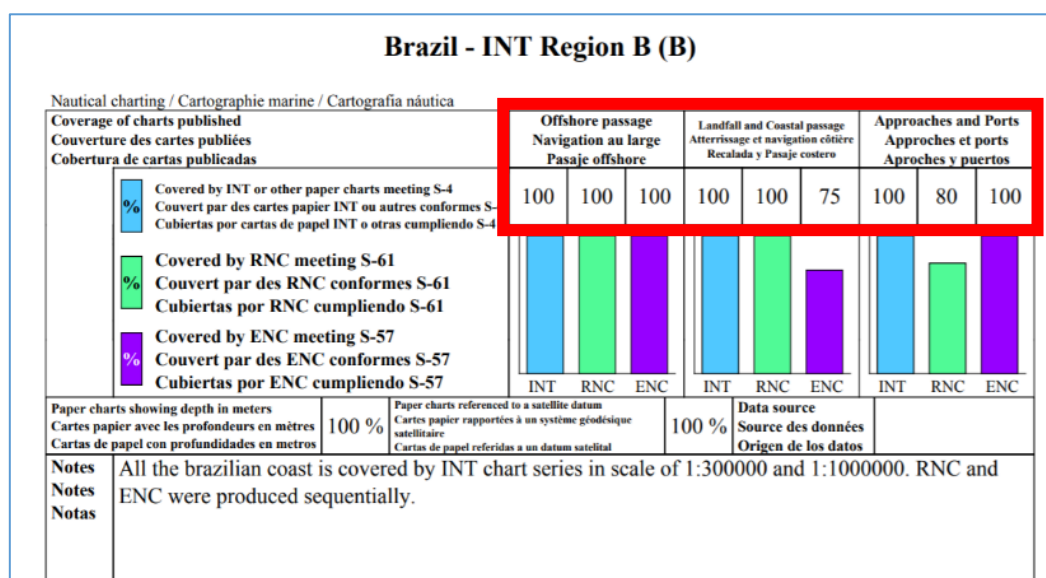 Brazil - INT Region B (B)
Nautical charting / Cartographie marine / Cartografía náutica
Coverage of charts published
Couverture des cartes publiées
Cobertura de cartas publicadas
Offshore passage
Navigation au large
Pasaje offshore
Landfall and Coastal passage
Atterrissage et navigation côtière
Recalada y Pasaje costero
Approaches and Ports
Approches et ports
Aproches y puertos
100 100 100 100 100 75 100 80 100
%
Covered by INT or other paper charts meeting S-4
Couvert par des cartes papier INT ou autres conformes S-
Cubiertas por cartas de papel INT o otras cumpliendo S-4
%
Covered by RNC meeting S-61
Couvert par des RNC conformes S-61
Cubiertas por RNC cumpliendo S-61
%
Covered by ENC meeting S-57
Couvert par des ENC conformes S-57
Cubiertas por ENC cumpliendo S-57
INT RNC ENC INT RNC ENC INT RNC ENC
Paper charts showing depth in meters
Cartes papier avec les profondeurs en mètres
Cartas de papel con profundidades en metros
100 %
Paper charts referenced to a satellite datum
Cartes papier rapportées à un système géodésique
satellitaire
Cartas de papel referidas a un datum satelital
100 %
Data source
Source des données
Origen de los datos
Notes
Notes
Notas
All the brazilian coast is covered by INT chart series in scale of 1:300000 and 1:1000000. RNC and
ENC were produced sequentially.